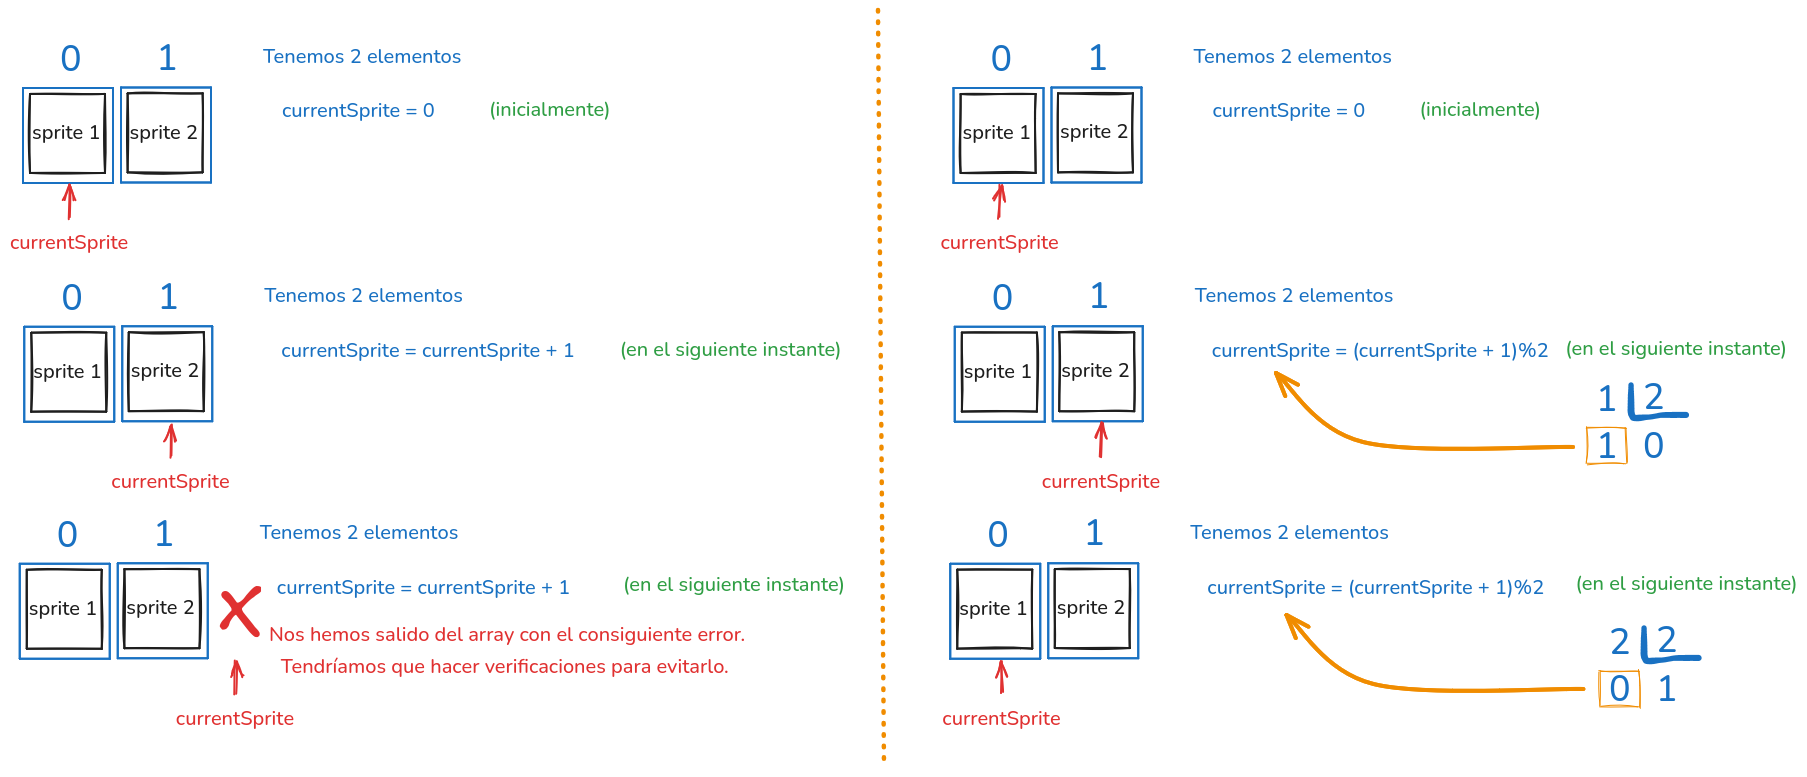 0 1 Tenemos 2 elementos
sprite 1 sprite 2 currentSprite = 0 (inicialmente)
currentSprite
0 1 Tenemos 2 elementos
sprite 1 sprite 2 currentSprite = currentSprite + 1 (en el siguiente instante)
currentSprite
0 1 Tenemos 2 elementos
sprite 1 sprite 2 currentSprite = currentSprite + 1 (en el siguiente instante)
Nos hemos salido del array con el consiguiente error.
Tendríamos que hacer verificaciones para evitarlo.
currentSprite
0 1 Tenemos 2 elementos
sprite 1 sprite 2 currentSprite = 0 (inicialmente)
currentSprite
0 1 Tenemos 2 elementos
sprite 1 sprite 2 currentSprite = (currentSprite + 1)%2 (en el siguiente instante)
1 2
1 0
currentSprite
0 1 Tenemos 2 elementos
sprite 1 sprite 2 currentSprite = (currentSprite + 1)%2 (en el siguiente instante)
2 2
0 1
currentSprite